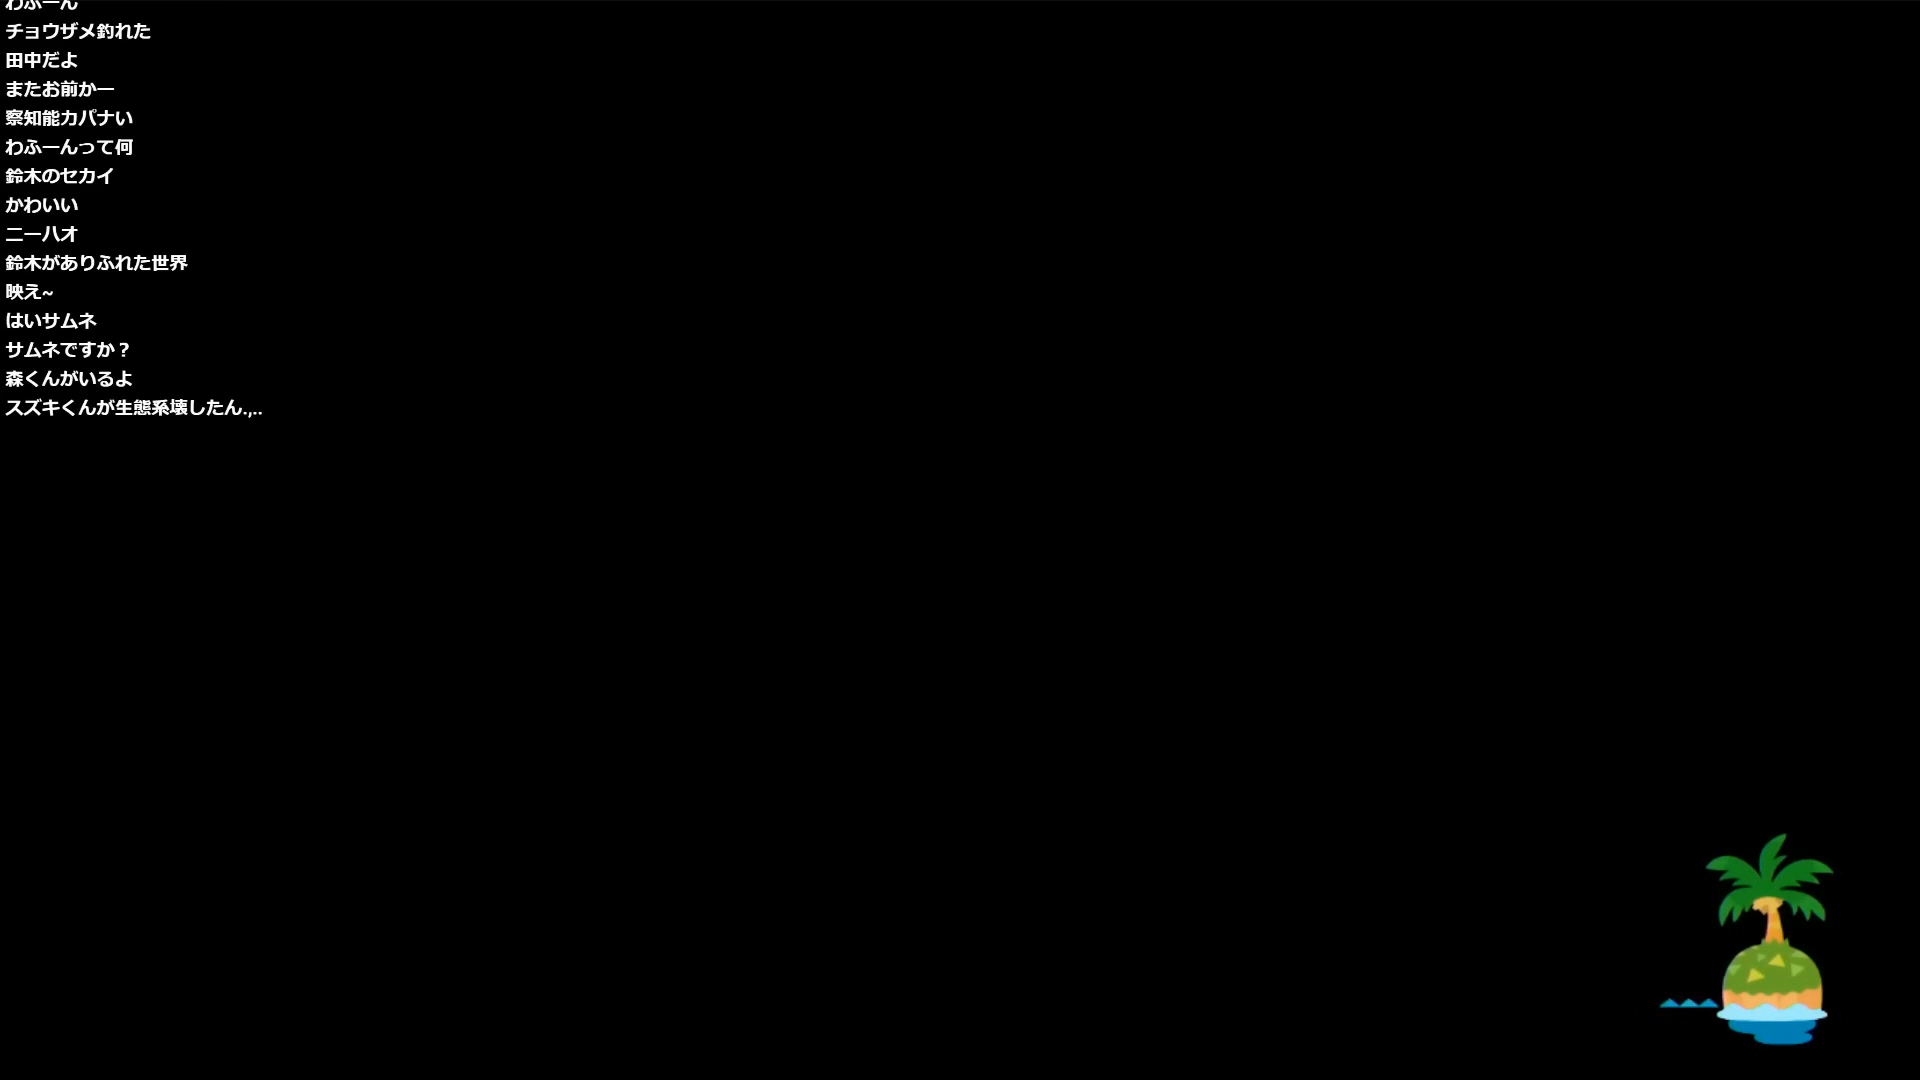 わふーん
チョウザメ釣れた
田中だよ
またお前かー
察知能力パナい
わふーんって何
鈴木のセカイ
かわいい
ニーハオ
鈴木がありふれた世界
映え~
はいサムネ
サムネですか？
森くんがいるよ
スズキくんが生態系壊したん.,..